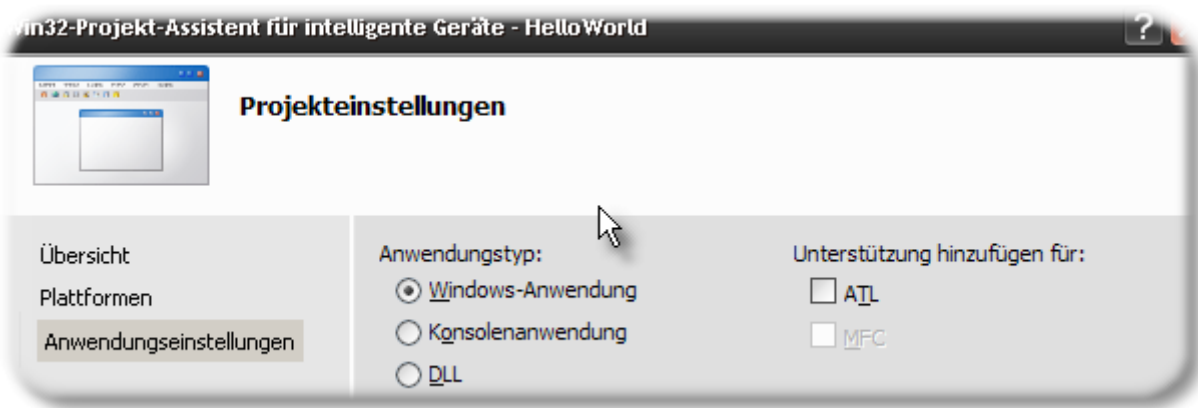 Win32-Projekt-Assistent für intelligente Geräte - HelloWorld
?
Projekteinstellungen
Übersicht
Plattformen
Anwendungseinstellungen
Anwendungstyp:
Windows-Anwendung
Konsolenanwendung
DLL
Unterstützung hinzufügen für:
ATL
MFC